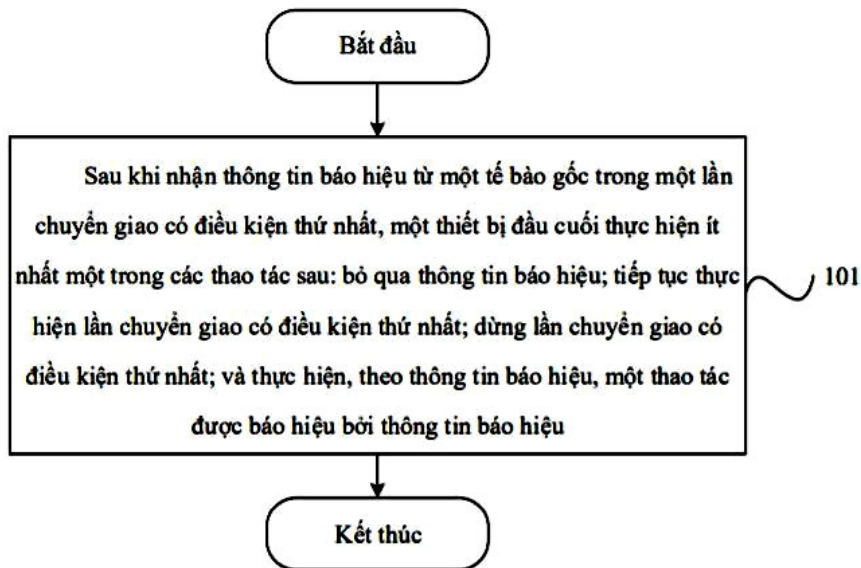 Bắt đầu
Sau khi nhận thông tin báo hiệu từ một tế bào gốc trong một lần
chuyển giao có điều kiện thứ nhất, một thiết bị đầu cuối thực hiện ít
nhất một trong các thao tác sau: bỏ qua thông tin báo hiệu; tiếp tục thực
hiện lần chuyển giao có điều kiện thứ nhất; dừng lần chuyển giao có
điều kiện thứ nhất; và thực hiện, theo thông tin báo hiệu, một thao tác
được báo hiệu bởi thông tin báo hiệu
101
Kết thúc